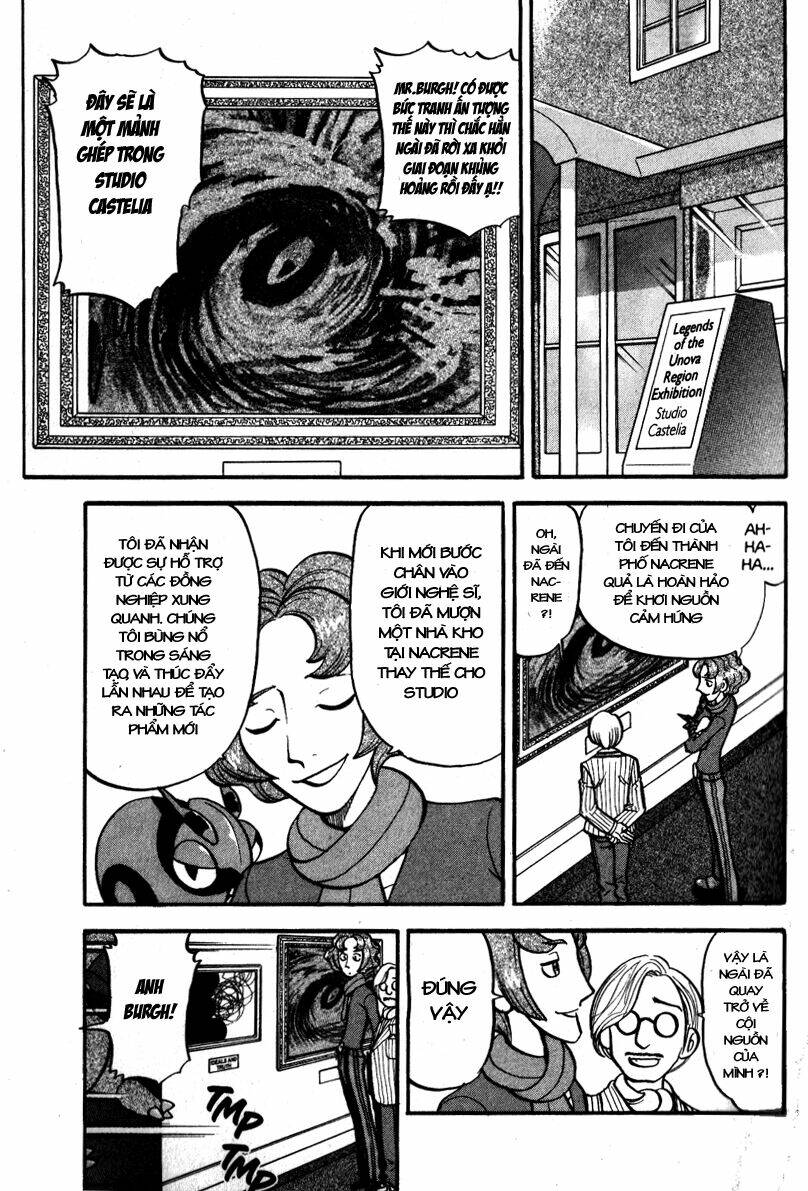 Legends
of the
Unova
Region
Exhibition
Studio
Castelia
MR.BURGH! CÓ ĐƯỢC
BỨC TRANH ẤN TƯỢNG
THẾ NÀY THÌ CHẮC HẲN
NGÀI ĐÃ RỜI XA KHỎI
GIAI ĐOẠN KHỦNG
HOẢNG RỒI ĐẤY Ạ!!
ĐÂY SẼ LÀ
MỘT MẢNH
GHÉP TRONG
STUDIO
CASTELIA
AH-
HA-
HA...
CHUYẾN ĐI CỦA
TÔI ĐẾN THÀNH
PHỐ NACRENE
QUẢ LÀ HOÀN HẢO
ĐỂ KHƠI NGUỒN
CẢM HỨNG
OH,
NGÀI
ĐÃ ĐẾN
NAC-
RENE
?!
KHI MỚI BƯỚC
CHÂN VÀO
GIỚI NGHỆ SĨ,
TÔI ĐÃ MƯỢN
MỘT NHÀ KHO
TẠI NACRENE
THAY THẾ CHO
STUDIO
TÔI ĐÃ NHẬN
ĐƯỢC SỰ HỖ TRỢ
TỪ CÁC ĐỒNG
NGHIỆP XUNG
QUANH. CHÚNG
TÔI BÙNG NỔ
TRONG SÁNG
TẠO, VÀ THÚC ĐẨY
LẪN NHAU ĐỂ TẠO
RA NHỮNG TÁC
PHẨM MỚI
VẬY LÀ
NGÀI ĐÃ
QUAY
TRỞ VỀ
CỘI
NGUỒN
CỦA
MÌNH ?!
ĐÚNG
VẬY
ANH
BURGH!
IDEALS AND
TRUTH
TMP
TMP